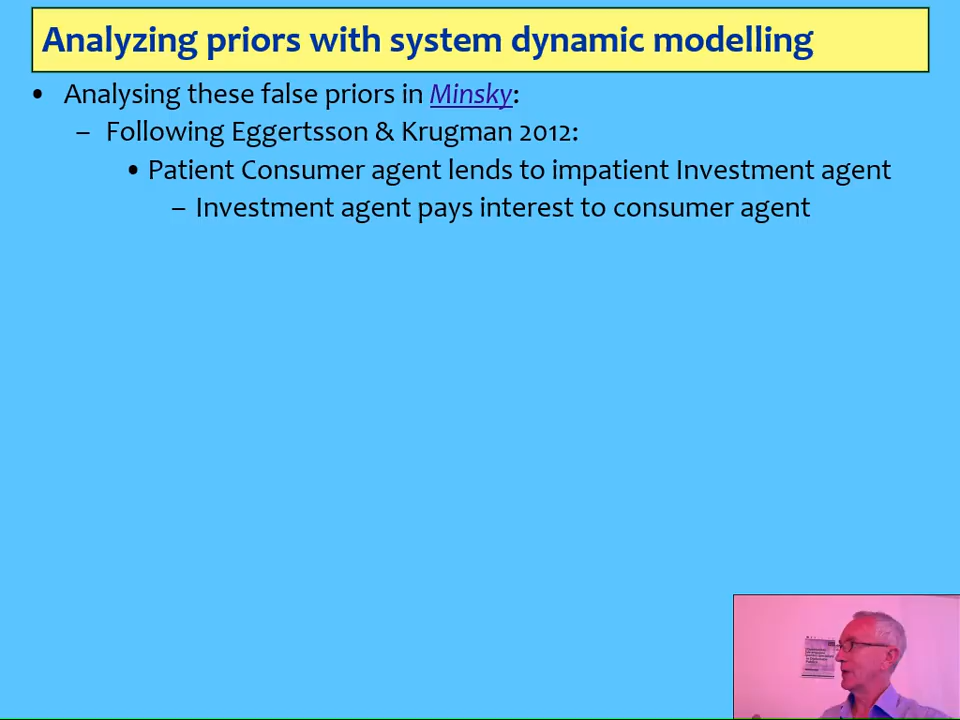 Analyzing priors with system dynamic modelling
• Analysing these false priors in Minsky:
– Following Eggertsson & Krugman 2012:
• Patient Consumer agent lends to impatient Investment agent
– Investment agent pays interest to consumer agent